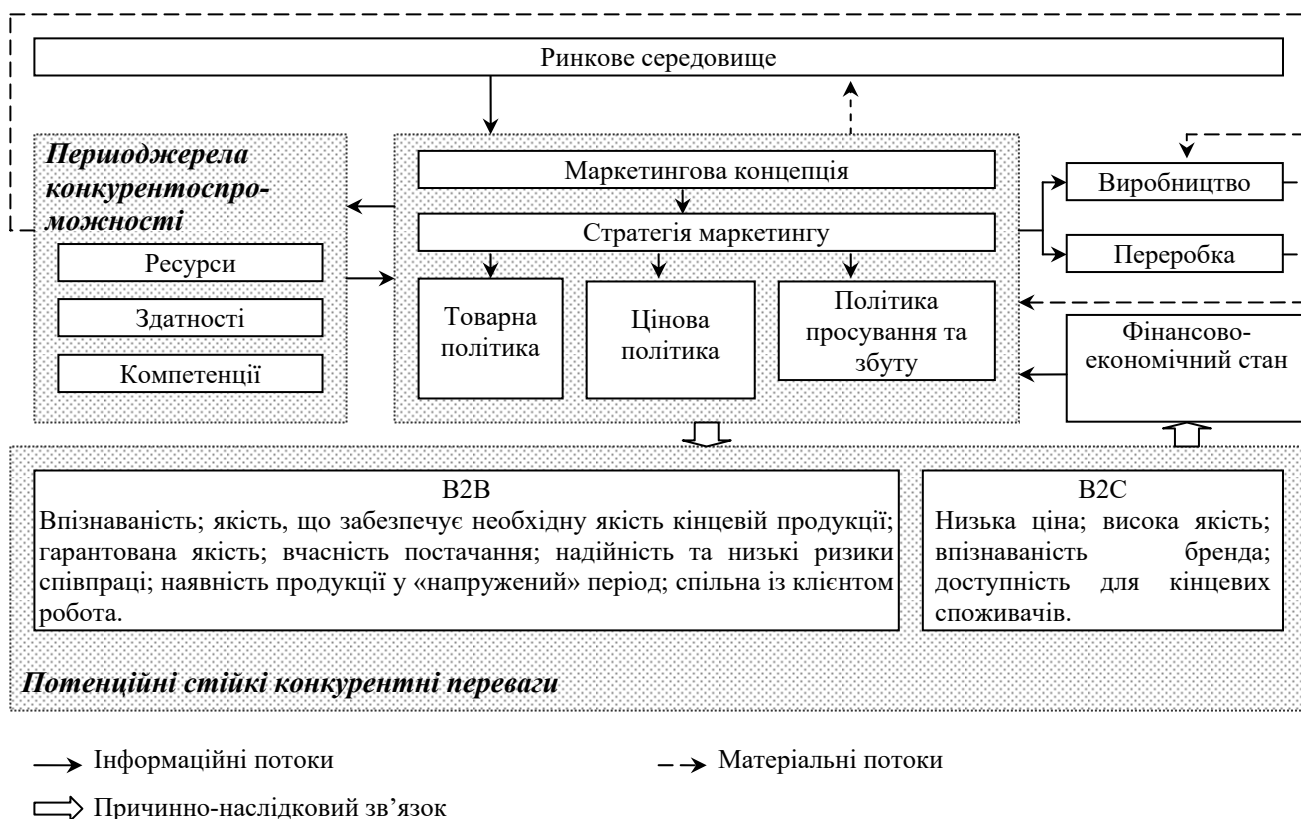 Ринкове середовище
Першоджерела
конкурентоспро-
можності
Ресурси
Здатності
Компетенції
Маркетингова концепція
Стратегія маркетингу
Товарна
політика
Цінова
політика
Політика
просування та
збуту
Виробництво
Переробка
Фінансово-
економічний стан
B2B
Впізнаваність; якість, що забезпечує необхідну якість кінцевій продукції;
гарантована якість; вчасність постачання; надійність та низькі ризики
співпраці; наявність продукції у «напружений» період; спільна із клієнтом
робота.
B2C
Низька ціна; висока якість;
впізнаваність бренда;
доступність для кінцевих
споживачів.
Потенційні стійкі конкурентні переваги
Інформаційні потоки
Матеріальні потоки
Причинно-наслідковий зв’язок